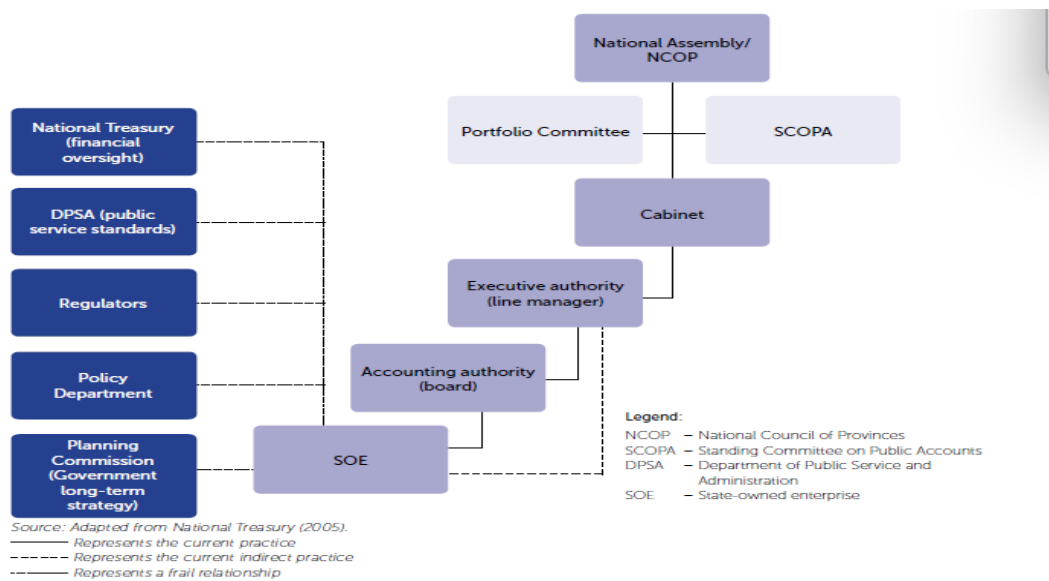 National Assembly/
NCOP
Portfolio Committee
SCOPA
Cabinet
Executive authority
(line manager)
Accounting authority
(board)
SOE
National Treasury
(financial
oversight)
DPSA (public
service standards)
Regulators
Policy
Department
Planning
Commission
(Government
long-term
strategy)
Legend:
NCOP – National Council of Provinces
SCOPA – Standing Committee on Public Accounts
DPSA – Department of Public Service and
Administration
SOE – State-owned enterprise
Source: Adapted from National Treasury (2005).
Represents the current practice
Represents the current indirect practice
Represents a frail relationship